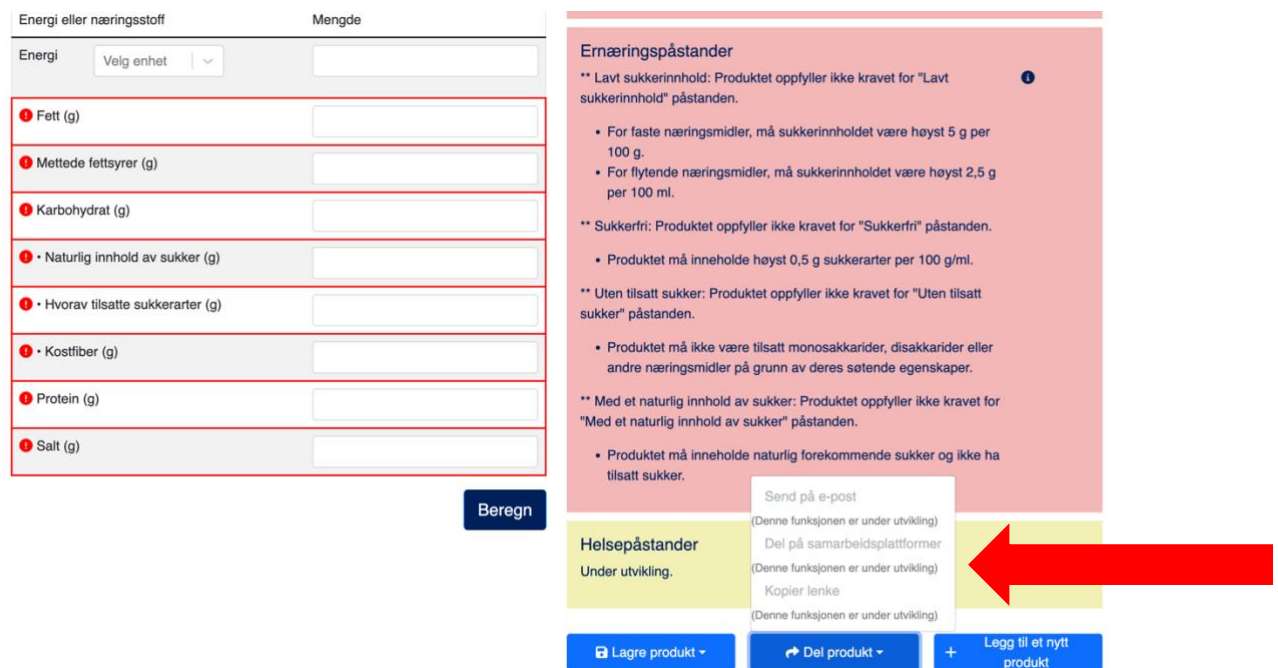 Energi eller næringsstoff
Mengde
Energi
Velg enhet
Fett (g)
Mettede fettsyrer (g)
Karbohydrat (g)
• Naturlig innhold av sukker (g)
• Hvorav tilsatte sukkerarter (g)
• Kostfiber (g)
Protein (g)
Salt (g)
Beregn
Ernæringspåstander
** Lavt sukkerinnhold: Produktet oppfyller ikke kravet for "Lavt
sukkerinnhold" påstanden.
• For faste næringsmidler, må sukkerinnholdet være høyst 5 g per
100 g.
• For flytende næringsmidler, må sukkerinnholdet være høyst 2,5 g
per 100 ml.
** Sukkerfri: Produktet oppfyller ikke kravet for "Sukkerfri" påstanden.
• Produktet må inneholde høyst 0,5 g sukkerarter per 100 g/ml.
** Uten tilsatt sukker: Produktet oppfyller ikke kravet for "Uten tilsatt
sukker" påstanden.
• Produktet må ikke være tilsatt monosakkarider, disakkarider eller
andre næringsmidler på grunn av deres søtende egenskaper.
** Med et naturlig innhold av sukker: Produktet oppfyller ikke kravet for
"Med et naturlig innhold av sukker" påstanden.
• Produktet må inneholde naturlig forekommende sukker og ikke ha
tilsatt sukker.
Send på e-post
(Denne funksjonen er under utvikling)
Del på samarbeidsplattformer
(Denne funksjonen er under utvikling)
Kopier lenke
(Denne funksjonen er under utvikling)
Helsepåstander
Under utvikling.
Lagre produkt
Del produkt
+ Legg til et nytt
produkt